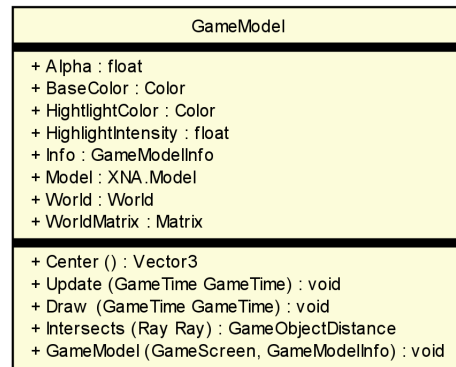 GameModel
+ Alpha : float
+ BaseColor : Color
+ HightlightColor : Color
+ HighlightIntensity : float
+ Info : GameModelInfo
+ Model : XNA.Model
+ World : World
+ WorldMatrix : Matrix
+ Center () : Vector3
+ Update (GameTime GameTime) : void
+ Draw (GameTime GameTime) : void
+ Intersects (Ray Ray) : GameObjectDistance
+ GameModel (GameScreen, GameModelInfo) : void